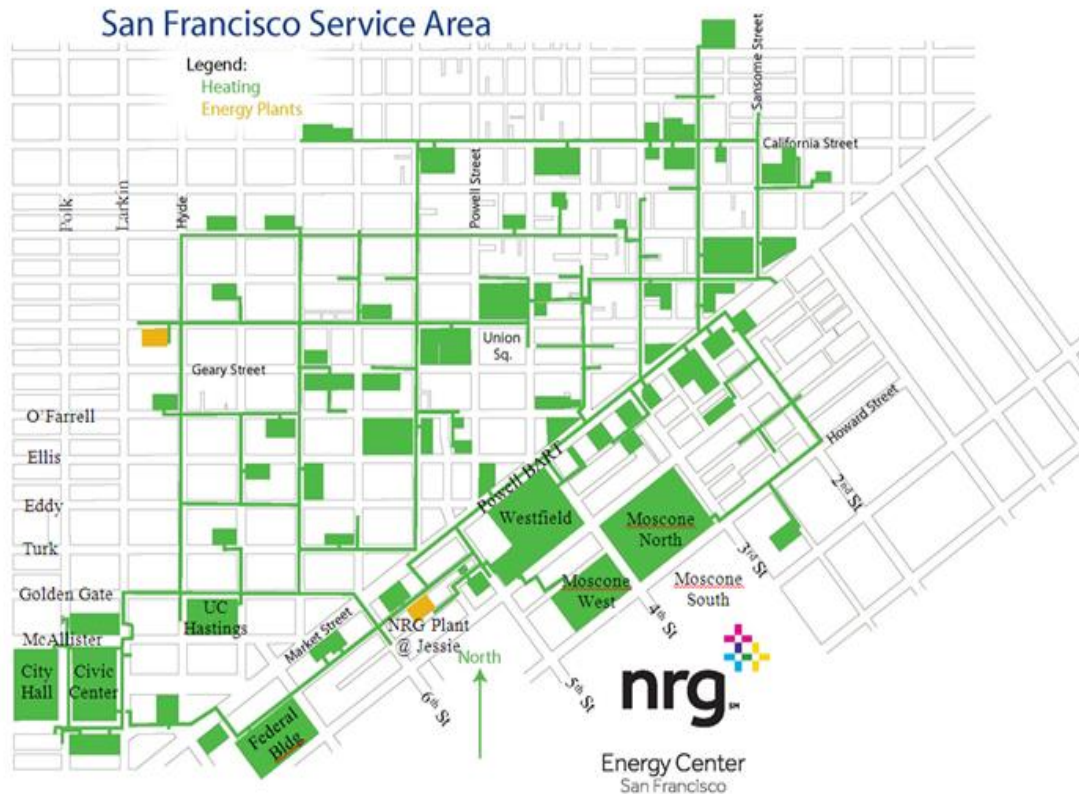 San Francisco Service Area
Legend:
Heating
Energy Plants
Sansome Street
California Street
Powell Street
Polk
Larkin
Hyde
Union
Sq.
Geary Street
O'Farrell
Ellis
Eddy
Turk
Golden Gate
McAllister
Howard Street
Powell BART
Westfield
Moscone
North
2nd St
3rd St
Moscone
West
Moscone
South
4th St
5th St
6th St
UC
Hastings
Market Street
NRG Plant
@ Jessie
North
City
Hall
Civic
Center
Federal
Bldg
nrg
SM
Energy Center
San Francisco